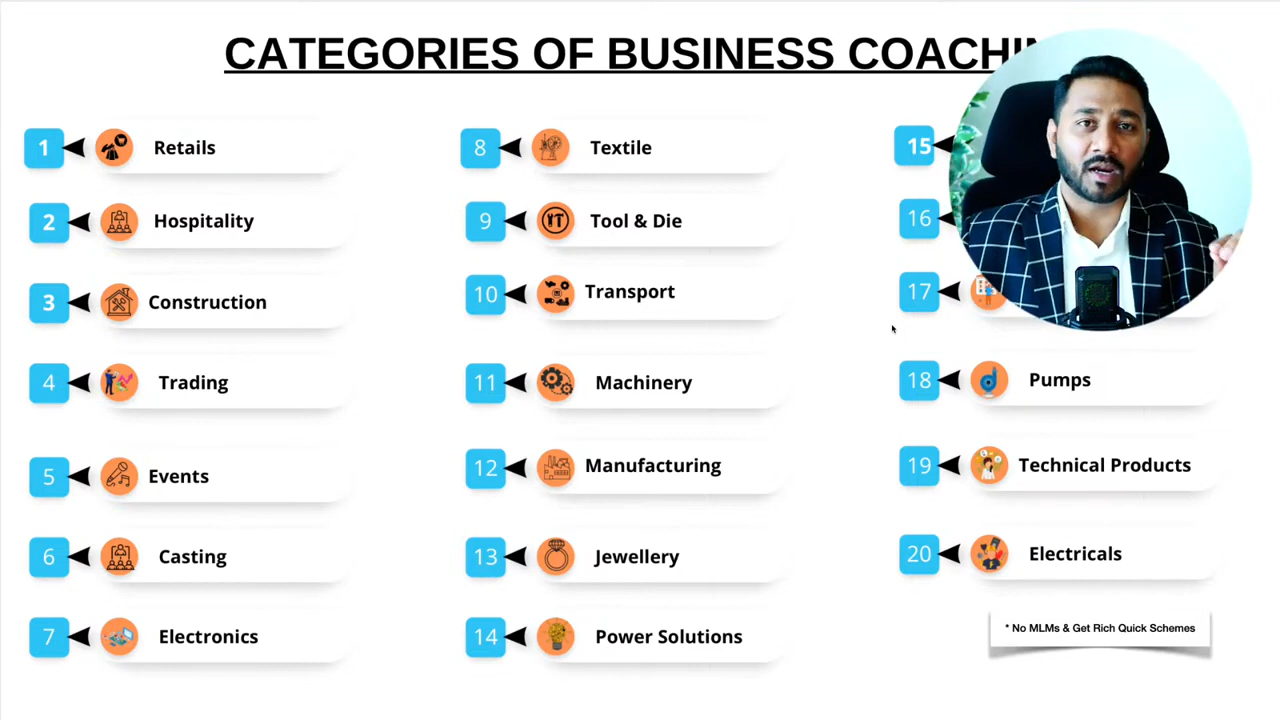 CATEGORIES OF BUSINESS
1 Retails
2 Hospitality
3 Construction
4 Trading
5 Events
6 Casting
7 Electronics
8 Textile
9 Tool & Die
10 Transport
11 Machinery
12 Manufacturing
13 Jewellery
14 Power Solutions
15
16
17
18 Pumps
19 Technical Products
20 Electricals
* No MLMs & Get Rich Quick Schemes